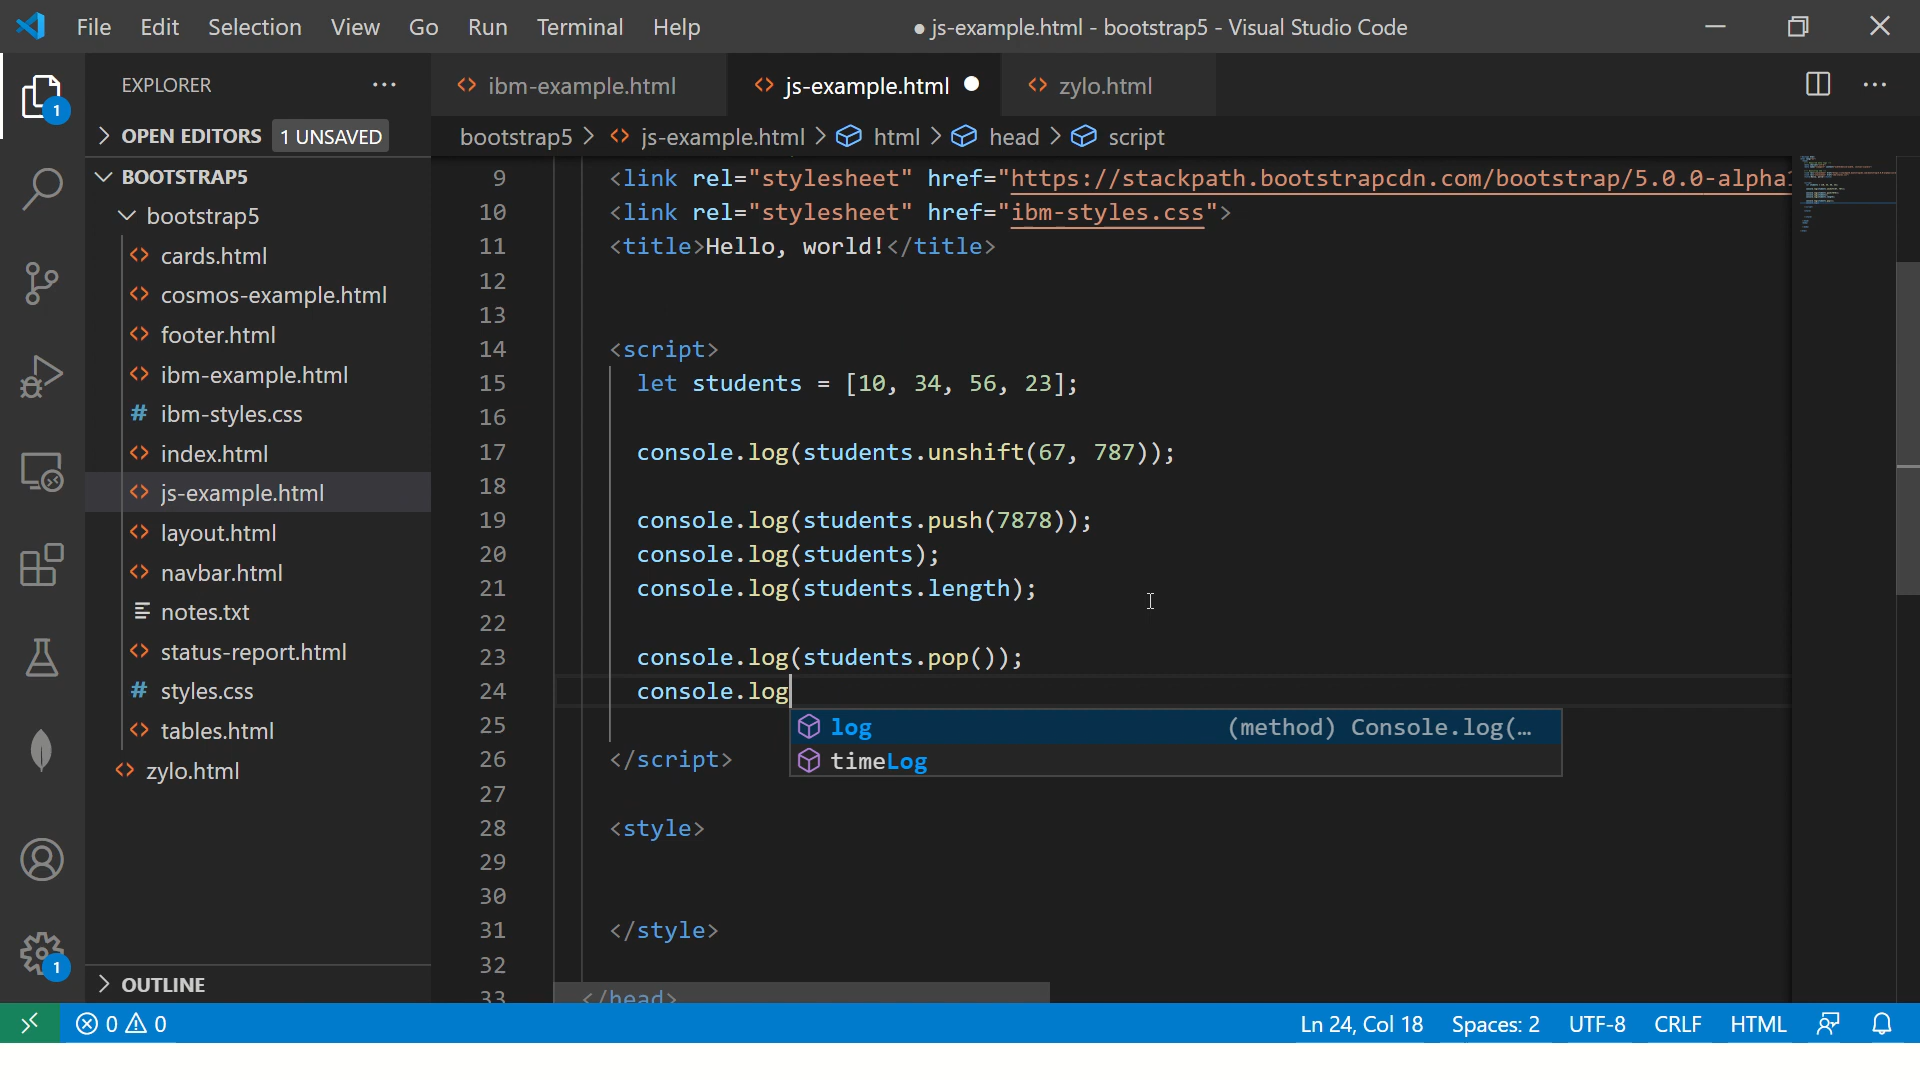 File Edit Selection View Go Run Terminal Help
● js-example.html - bootstrap5 - Visual Studio Code
EXPLORER
OPEN EDITORS 1 UNSAVED
BOOTSTRAP5
bootstrap5
cards.html
cosmos-example.html
footer.html
ibm-example.html
ibm-styles.css
index.html
js-example.html
layout.html
navbar.html
notes.txt
status-report.html
styles.css
tables.html
zylo.html
OUTLINE
1
1
ibm-example.html js-example.html zylo.html
bootstrap5 > js-example.html > html > head > script
9 <link rel="stylesheet" href="https://stackpath.bootstrapcdn.com/bootstrap/5.0.0-alpha1
10 <link rel="stylesheet" href="ibm-styles.css">
11 <title>Hello, world!</title>
12
13
14 <script>
15 let students = [10, 34, 56, 23];
16
17 console.log(students.unshift(67, 787));
18
19 console.log(students.push(7878));
20 console.log(students);
21 console.log(students.length);
22
23 console.log(students.pop());
24 console.log
log (method) Console.log(…
timeLog
25
26 </script>
27
28 <style>
29
30
31 </style>
32
33 </head>
0 0 Ln 24, Col 18 Spaces: 2 UTF-8 CRLF HTML